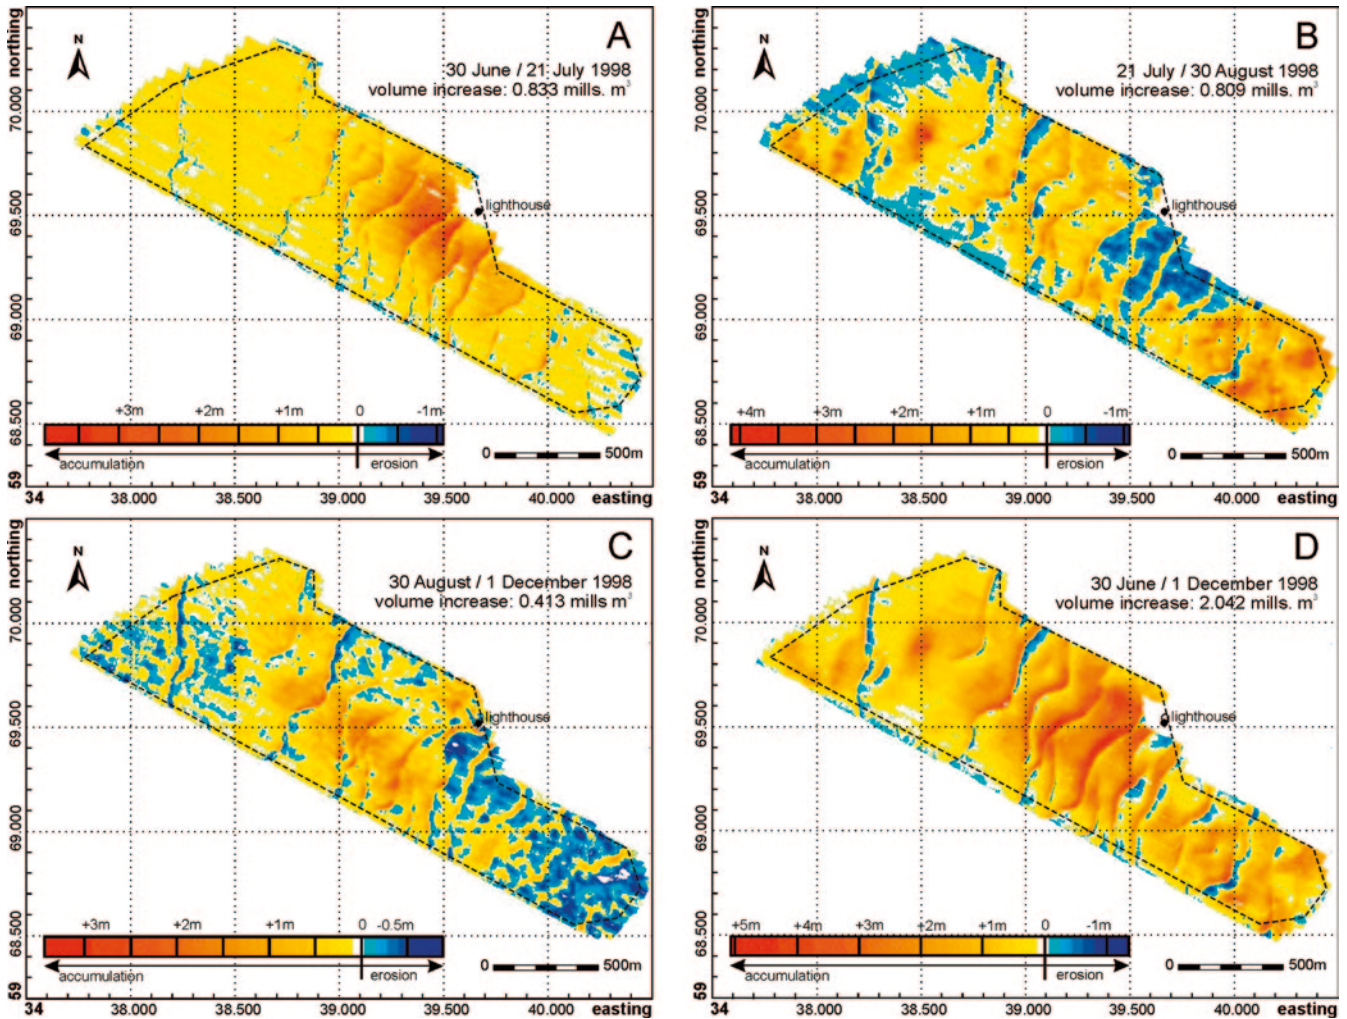 A
northing
N
30 June / 21 July 1998
volume increase: 0.833 mills. m³
70.000
69.500
69.000
68.500
59
lighthouse
+3m +2m +1m 0 -1m
accumulation erosion
0 500m
34 38.000 38.500 39.000 39.500 40.000 easting
B
northing
N
21 July / 30 August 1998
volume increase: 0.809 mills. m³
70.000
69.500
69.000
68.500
59
lighthouse
+4m +3m +2m +1m 0 -1m
accumulation erosion
0 500m
34 38.000 38.500 39.000 39.500 40.000 easting
C
northing
N
30 August / 1 December 1998
volume increase: 0.413 mills m³
70.000
69.500
69.000
68.500
59
lighthouse
+3m +2m +1m 0 -0.5m
accumulation erosion
0 500m
34 38.000 38.500 39.000 39.500 40.000 easting
D
northing
N
30 June / 1 December 1998
volume increase: 2.042 mills. m³
70.000
69.500
69.000
68.500
59
lighthouse
+5m +4m +3m +2m +1m 0 -1m
accumulation erosion
0 500m
34 38.000 38.500 39.000 39.500 40.000 easting